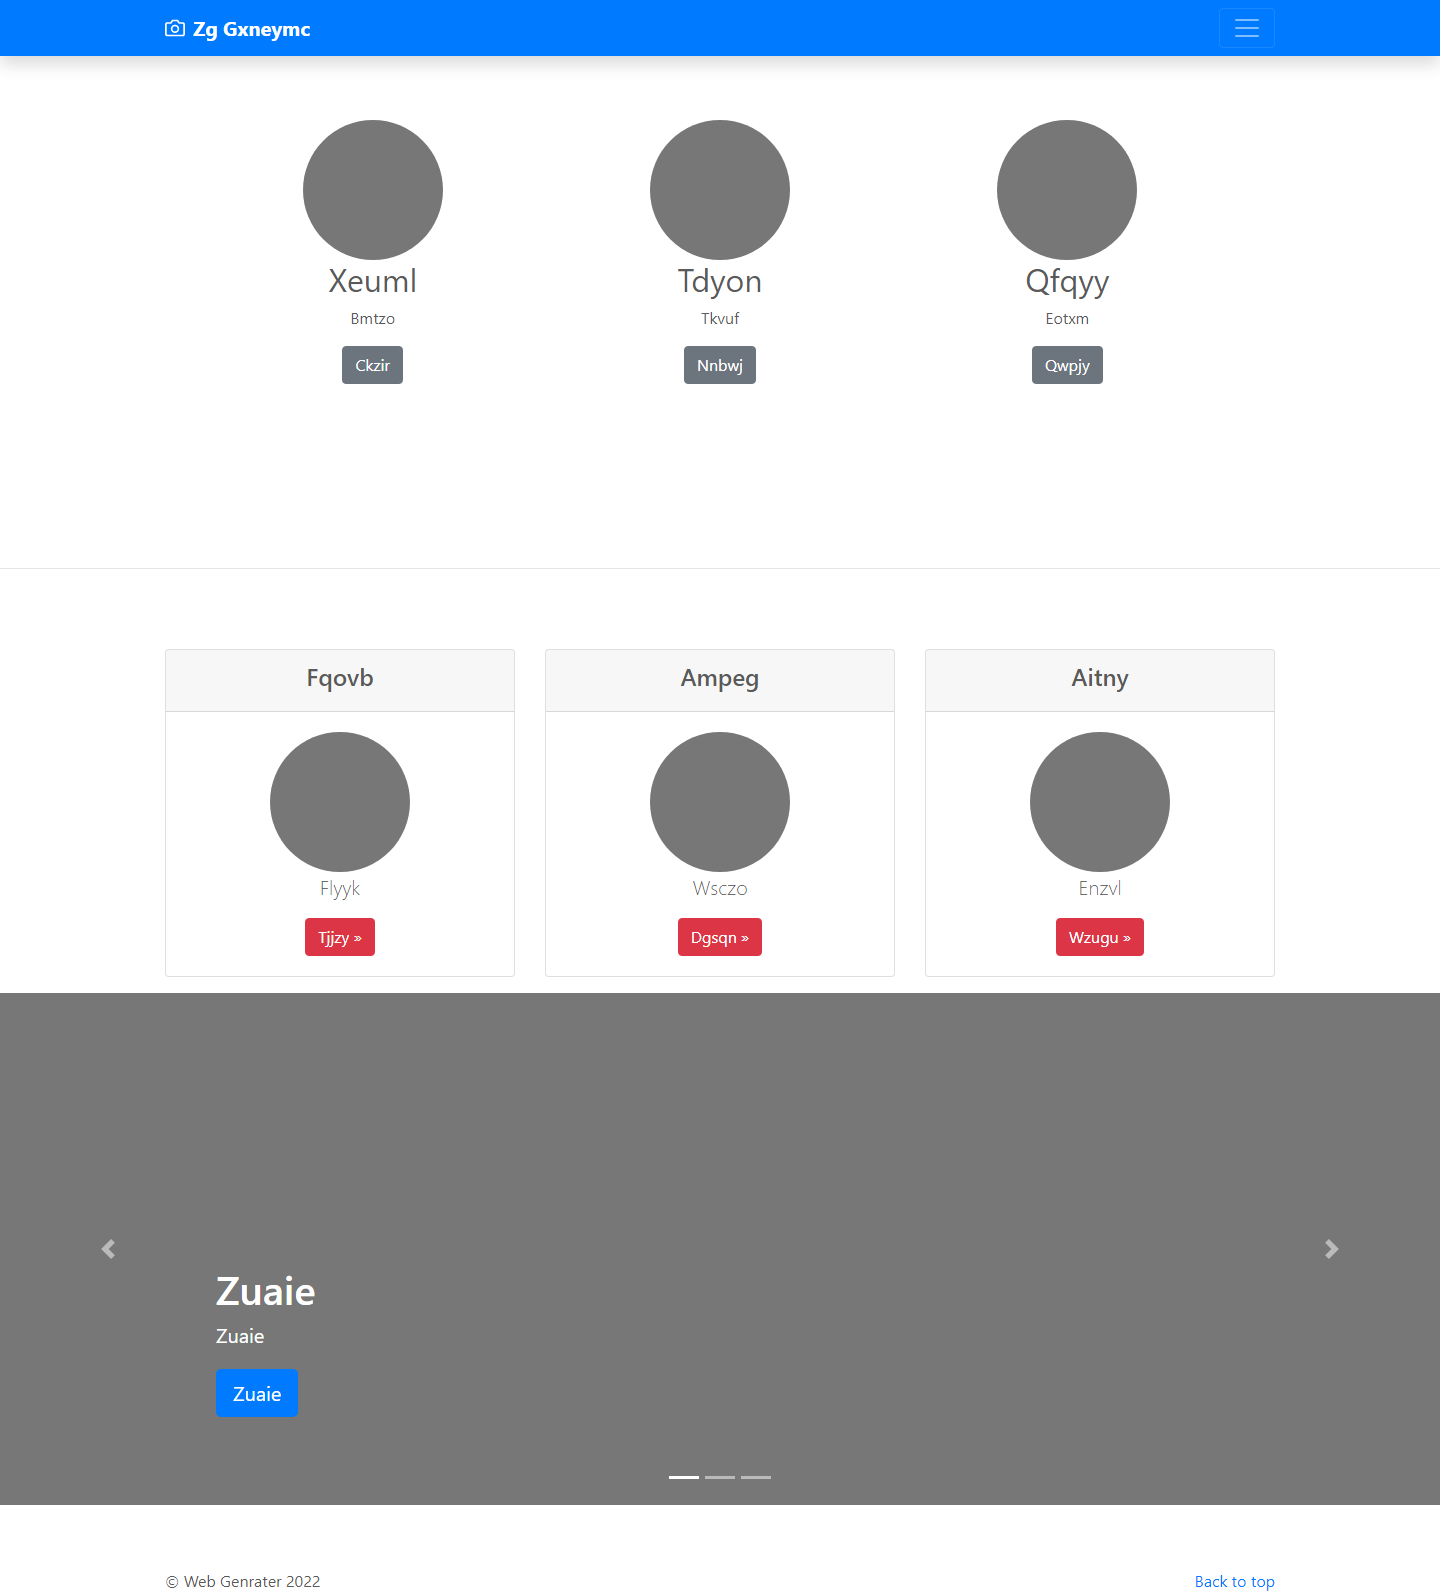 Zg Gxneymc
Xeuml
Tdyon
Qfqyy
Bmtzo
Tkvuf
Eotxm
Ckzir
Nnbwj
Qwpjy
Fqovb
Ampeg
Aitny
Flyyk
Wsczo
Enzvl
Tjjzy »
Dgsqn »
Wzugu »
Zuaie
Zuaie
Zuaie
© Web Genrater 2022
Back to top